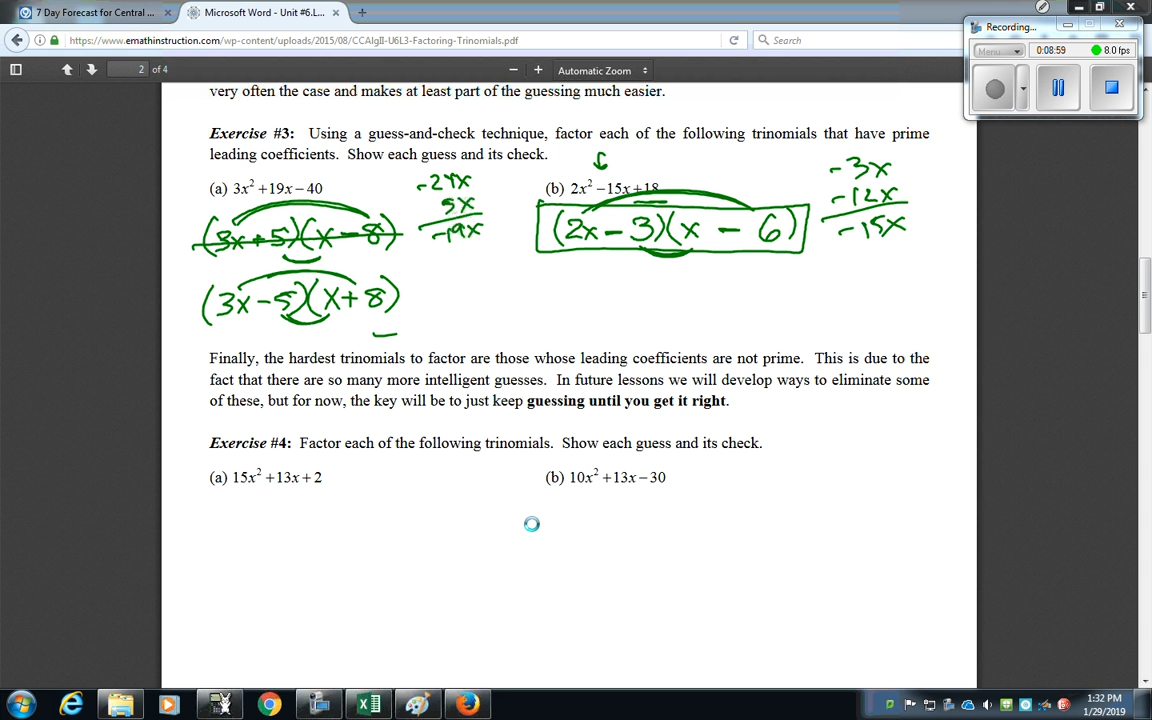 7 Day Forecast for Central ... ×
Microsoft Word - Unit #6.L... ×
+
https://www.emathinstruction.com/wp-content/uploads/2015/08/CCAlgII-U6L3-Factoring-Trinomials.pdf
Search
2 of 4
— + Automatic Zoom
Recording...
Menu
0:08:59
8.0 fps
very often the case and makes at least part of the guessing much easier.
Exercise #3: Using a guess-and-check technique, factor each of the following trinomials that have prime
leading coefficients. Show each guess and its check.
(a) 3x² +19x−40
(b) 2x² −15x+18
-24x
5x
-19x
(3x+5)(x-8)
(3x-5)(x+8)
(2x-3)(x-6)
-3x
-12x
-15x
Finally, the hardest trinomials to factor are those whose leading coefficients are not prime. This is due to the
fact that there are so many more intelligent guesses. In future lessons we will develop ways to eliminate some
of these, but for now, the key will be to just keep guessing until you get it right.
Exercise #4: Factor each of the following trinomials. Show each guess and its check.
(a) 15x² +13x+2
(b) 10x² +13x−30
1:32 PM
1/29/2019